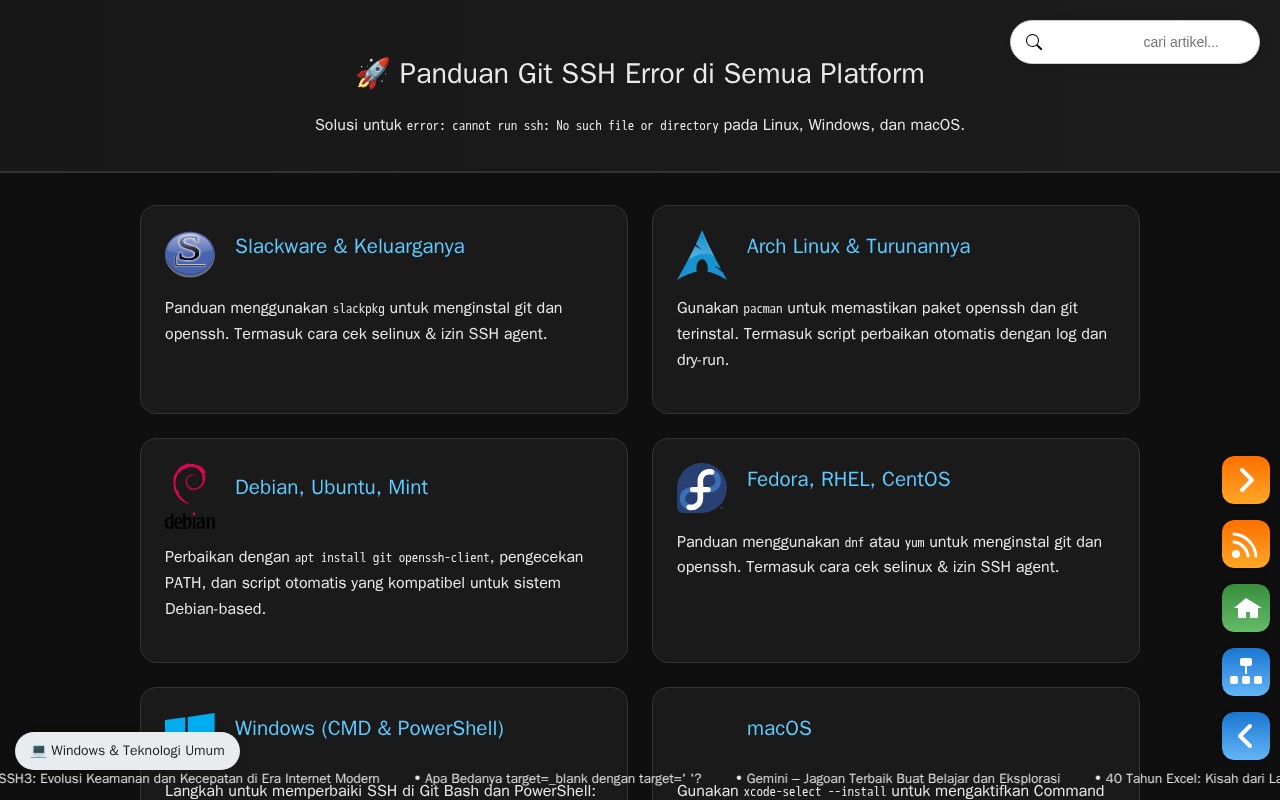 cari artikel...
🚀 Panduan Git SSH Error di Semua Platform
Solusi untuk error: cannot run ssh: No such file or directory pada Linux, Windows, dan macOS.
Slackware & Keluarganya
Panduan menggunakan slackpkg untuk menginstal git dan
openssh. Termasuk cara cek selinux & izin SSH agent.
Arch Linux & Turunannya
Gunakan pacman untuk memastikan paket openssh dan git
terinstal. Termasuk script perbaikan otomatis dengan log dan
dry-run.
debian
Debian, Ubuntu, Mint
Perbaikan dengan apt install git openssh-client, pengecekan
PATH, dan script otomatis yang kompatibel untuk sistem
Debian-based.
Fedora, RHEL, CentOS
Panduan menggunakan dnf atau yum untuk menginstal git dan
openssh. Termasuk cara cek selinux & izin SSH agent.
Windows (CMD & PowerShell)
macOS
💻 Windows & Teknologi Umum
SSH3: Evolusi Keamanan dan Kecepatan di Era Internet Modern • Apa Bedanya target=_blank dengan target='_'? • Gemini – Jagoan Terbaik Buat Belajar dan Eksplorasi • 40 Tahun Excel: Kisah dari
Langkah untuk memperbaiki SSH di Git Bash dan PowerShell:
Gunakan xcode-select --install untuk mengaktifkan Command